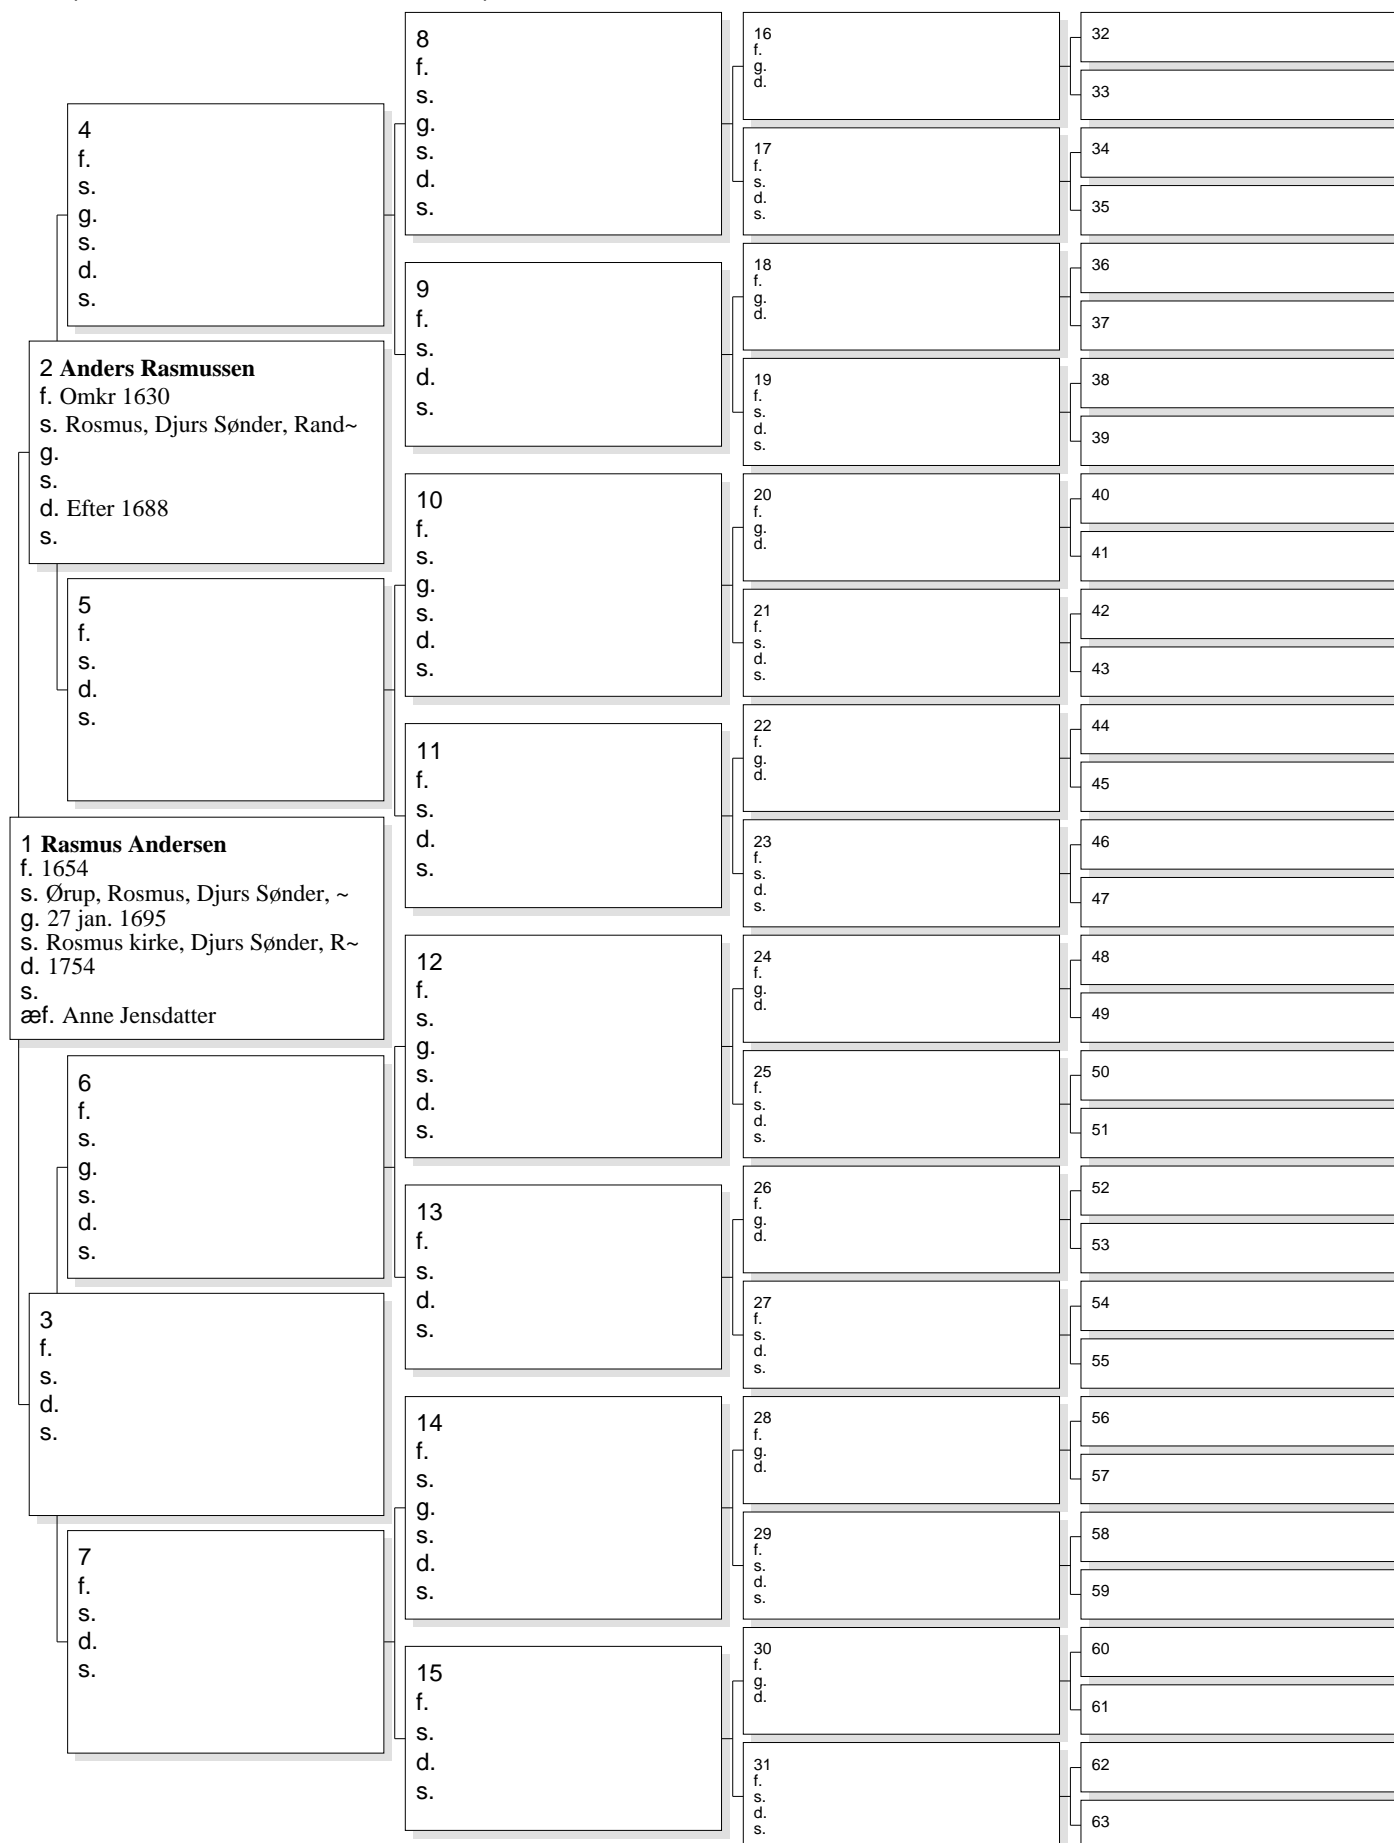 4
f.
s.
g.
s.
d.
s.
2 Anders Rasmussen
f. Omkr 1630
s. Rosmus, Djurs Sønder, Rand~
g.
s.
d. Efter 1688
s.
5
f.
s.
d.
s.
1 Rasmus Andersen
f. 1654
s. Ørup, Rosmus, Djurs Sønder, ~
g. 27 jan. 1695
s. Rosmus kirke, Djurs Sønder, R~
d. 1754
s.
æf. Anne Jensdatter
6
f.
s.
g.
s.
d.
s.
3
f.
s.
d.
s.
7
f.
s.
d.
s.
8
f.
s.
g.
s.
d.
s.
9
f.
s.
d.
s.
10
f.
s.
g.
s.
d.
s.
11
f.
s.
d.
s.
12
f.
s.
g.
s.
d.
s.
13
f.
s.
d.
s.
14
f.
s.
g.
s.
d.
s.
15
f.
s.
d.
s.
16
f.
g.
d.
17
f.
s.
d.
s.
18
f.
g.
d.
19
f.
s.
d.
s.
20
f.
g.
d.
21
f.
s.
d.
s.
22
f.
g.
d.
23
f.
s.
d.
s.
24
f.
g.
d.
25
f.
s.
d.
s.
26
f.
g.
d.
27
f.
s.
d.
s.
28
f.
g.
d.
29
f.
s.
d.
s.
30
f.
g.
d.
31
f.
s.
d.
s.
32
33
34
35
36
37
38
39
40
41
42
43
44
45
46
47
48
49
50
51
52
53
54
55
56
57
58
59
60
61
62
63